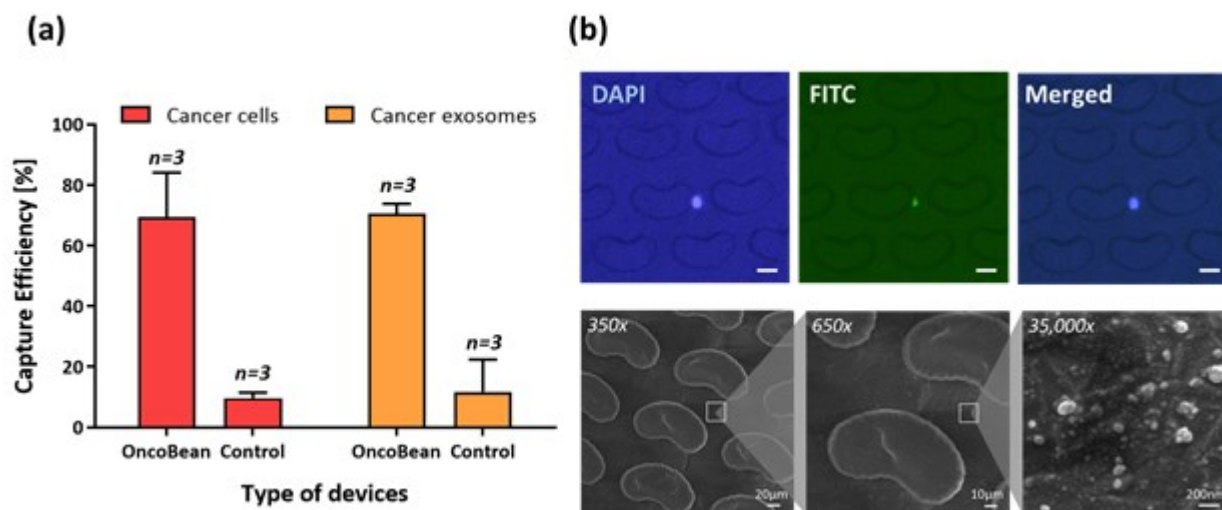 (a)
Cancer cells
Cancer exosomes
Capture Efficiency [%]
100
80
60
40
20
0
n=3
n=3
n=3
n=3
OncoBean
Control
OncoBean
Control
Type of devices
(b)
DAPI
FITC
Merged
350x
20μm
650x
10μm
35,000x
200nm